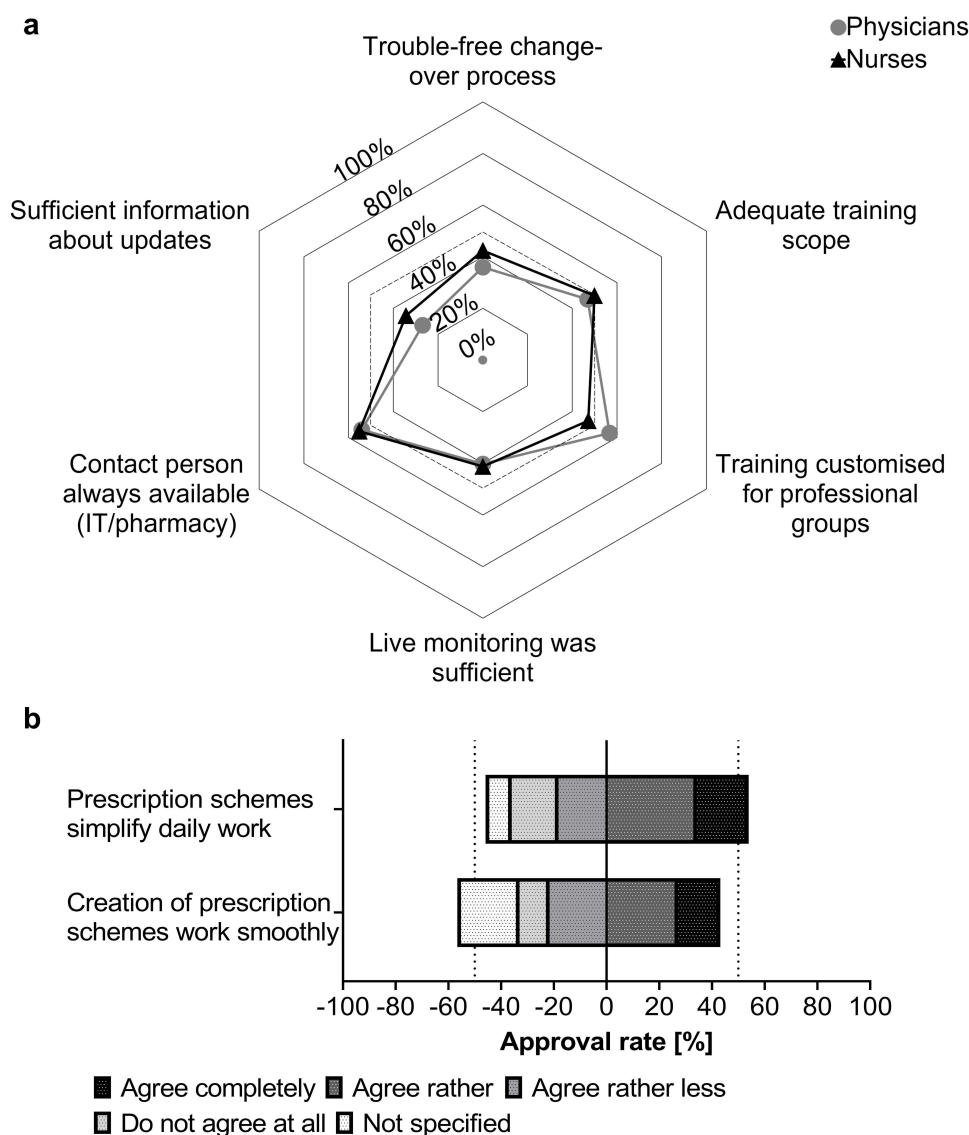 a
Physicians
Nurses
Trouble-free change-
over process
100%
80%
60%
40%
20%
0%
Sufficient information
about updates
Adequate training
scope
Contact person
always available
(IT/pharmacy)
Training customised
for professional
groups
Live monitoring was
sufficient
b
Prescription schemes
simplify daily work
Creation of prescription
schemes work smoothly
-100 -80 -60 -40 -20 0 20 40 60 80 100
Approval rate [%]
Agree completely Agree rather Agree rather less
Do not agree at all Not specified